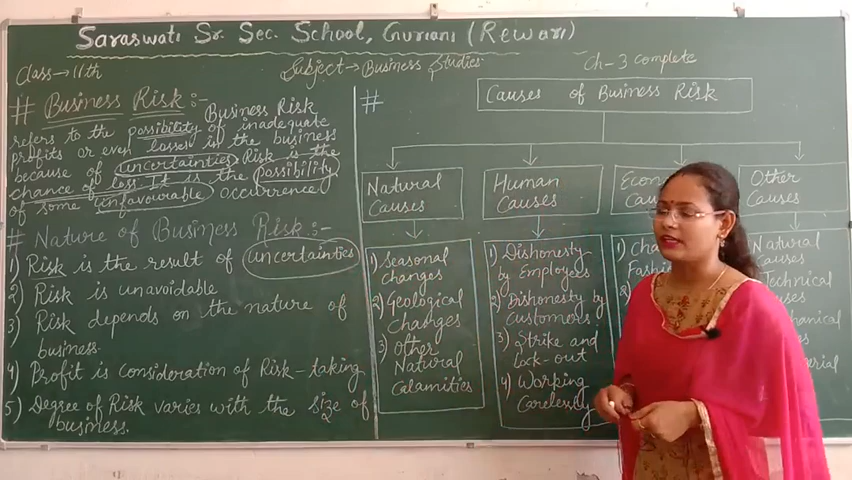 Saraswati Sr. Sec. School, Guriani (Rewari)
Class→11th Subject→Business Studies Ch-3 complete
# Business Risk:-
Business Risk
refers to the possibility of inadequate
profits or even losses in the business
because of uncertainties. Risk is the
chance of loss. It is the possibility
of some unfavourable occurrence
# Nature of Business Risk:-
1) Risk is the result of uncertainties
2) Risk is unavoidable
3) Risk depends on the nature of
business.
4) Profit is consideration of Risk-taking
5) Degree of Risk varies with the size of
business.
# Causes of Business Risk
Natural
Causes
1) Seasonal
changes
2) Geological
Changes
3) Other
Natural
Calamities
Human
Causes
1) Dishonesty
by Employees
2) Dishonesty by
Customers
3) Strike and
Lock-out
4) Working
Carelessly
Econ
Cau
1) Cha
Fash
2)
Other
Causes
Natural
Causes
Technical